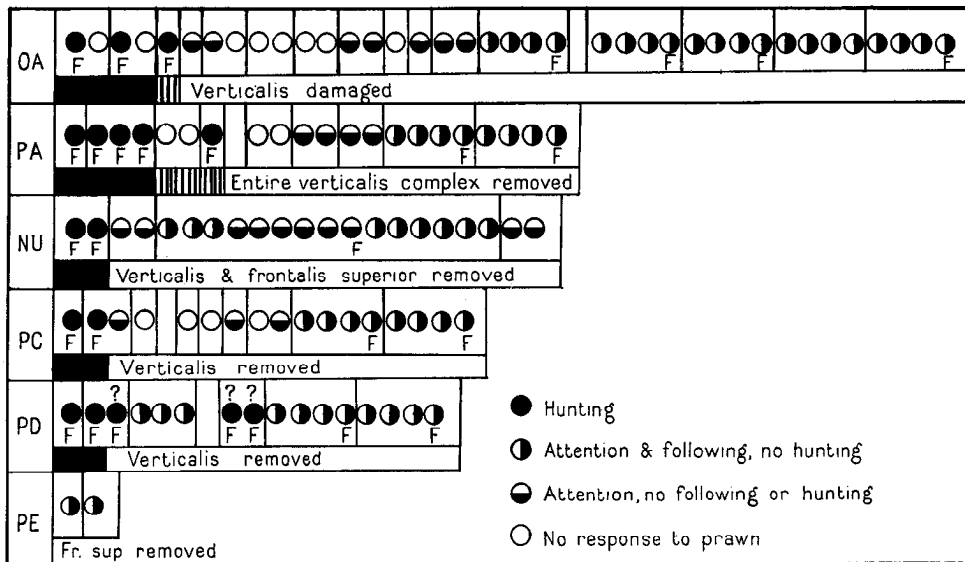 OA
F F F F F F F
Verticalis damaged
PA
F F F F F F F
Entire verticalis complex removed
NU
F F F
Verticalis & frontalis superior removed
PC
F F F F
Verticalis removed
? ? ?
PD
F F F F F F F
Verticalis removed
PE
Fr. sup removed
Hunting
Attention & following, no hunting
Attention, no following or hunting
No response to prawn